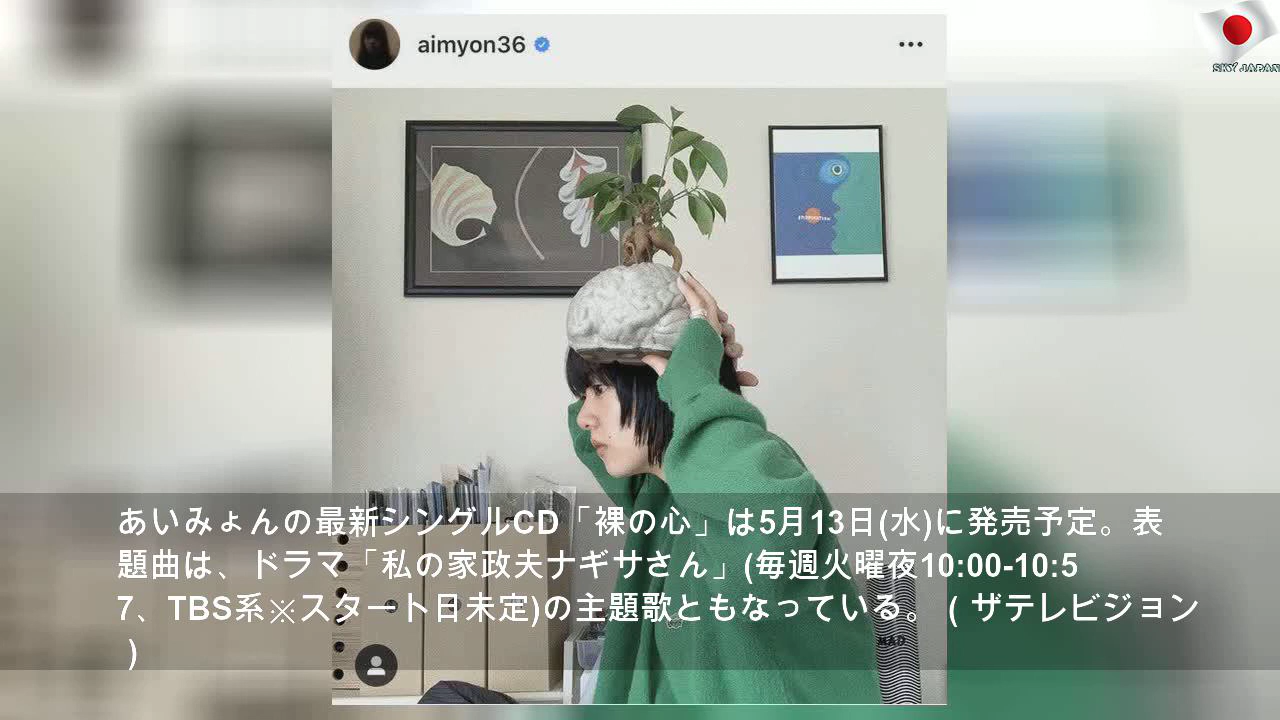 aimyon36
SKY JAPAN
あいみょんの最新シングルCD「裸の心」は5月13日(水)に発売予定。表
題曲は、ドラマ「私の家政夫ナギサさん」(毎週火曜夜10:00-10:5
7、TBS系※スタート日未定)の主題歌ともなっている。（ザテレビジョン
）